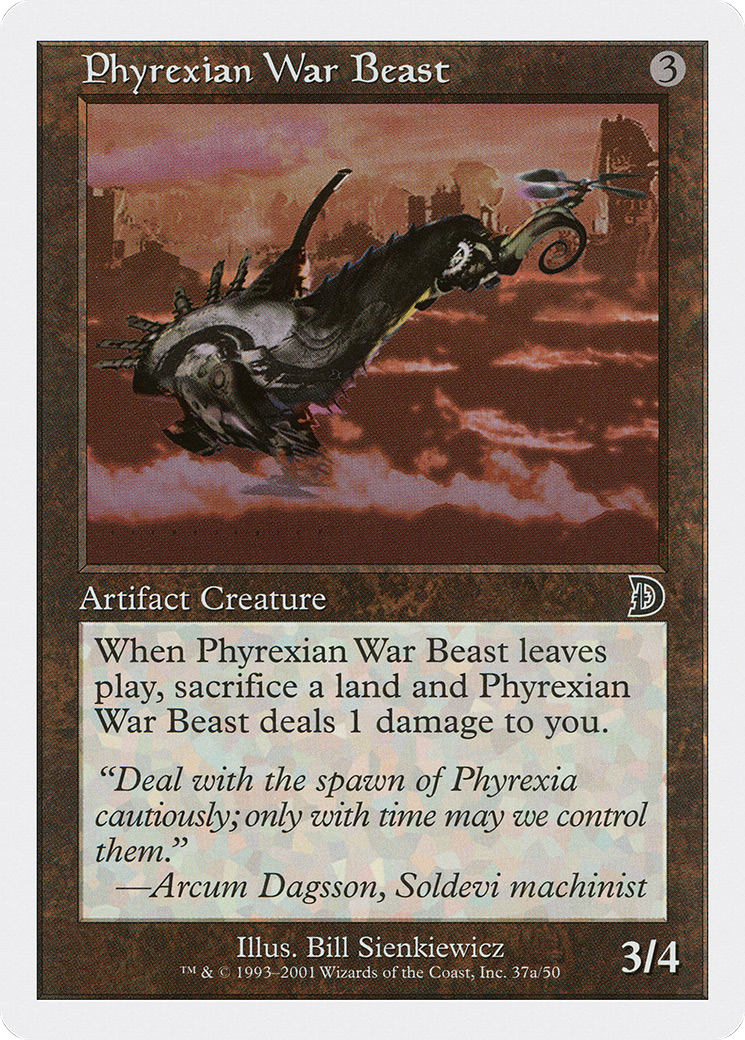 Phyrexian War Beast
3
Artifact Creature
When Phyrexian War Beast leaves
play, sacrifice a land and Phyrexian
War Beast deals 1 damage to you.
“Deal with the spawn of Phyrexia
cautiously; only with time may we control
them.”
—Arcum Dagsson, Soldevi machinist
Illus. Bill Sienkiewicz
™ & © 1993–2001 Wizards of the Coast, Inc. 37a/50
3/4